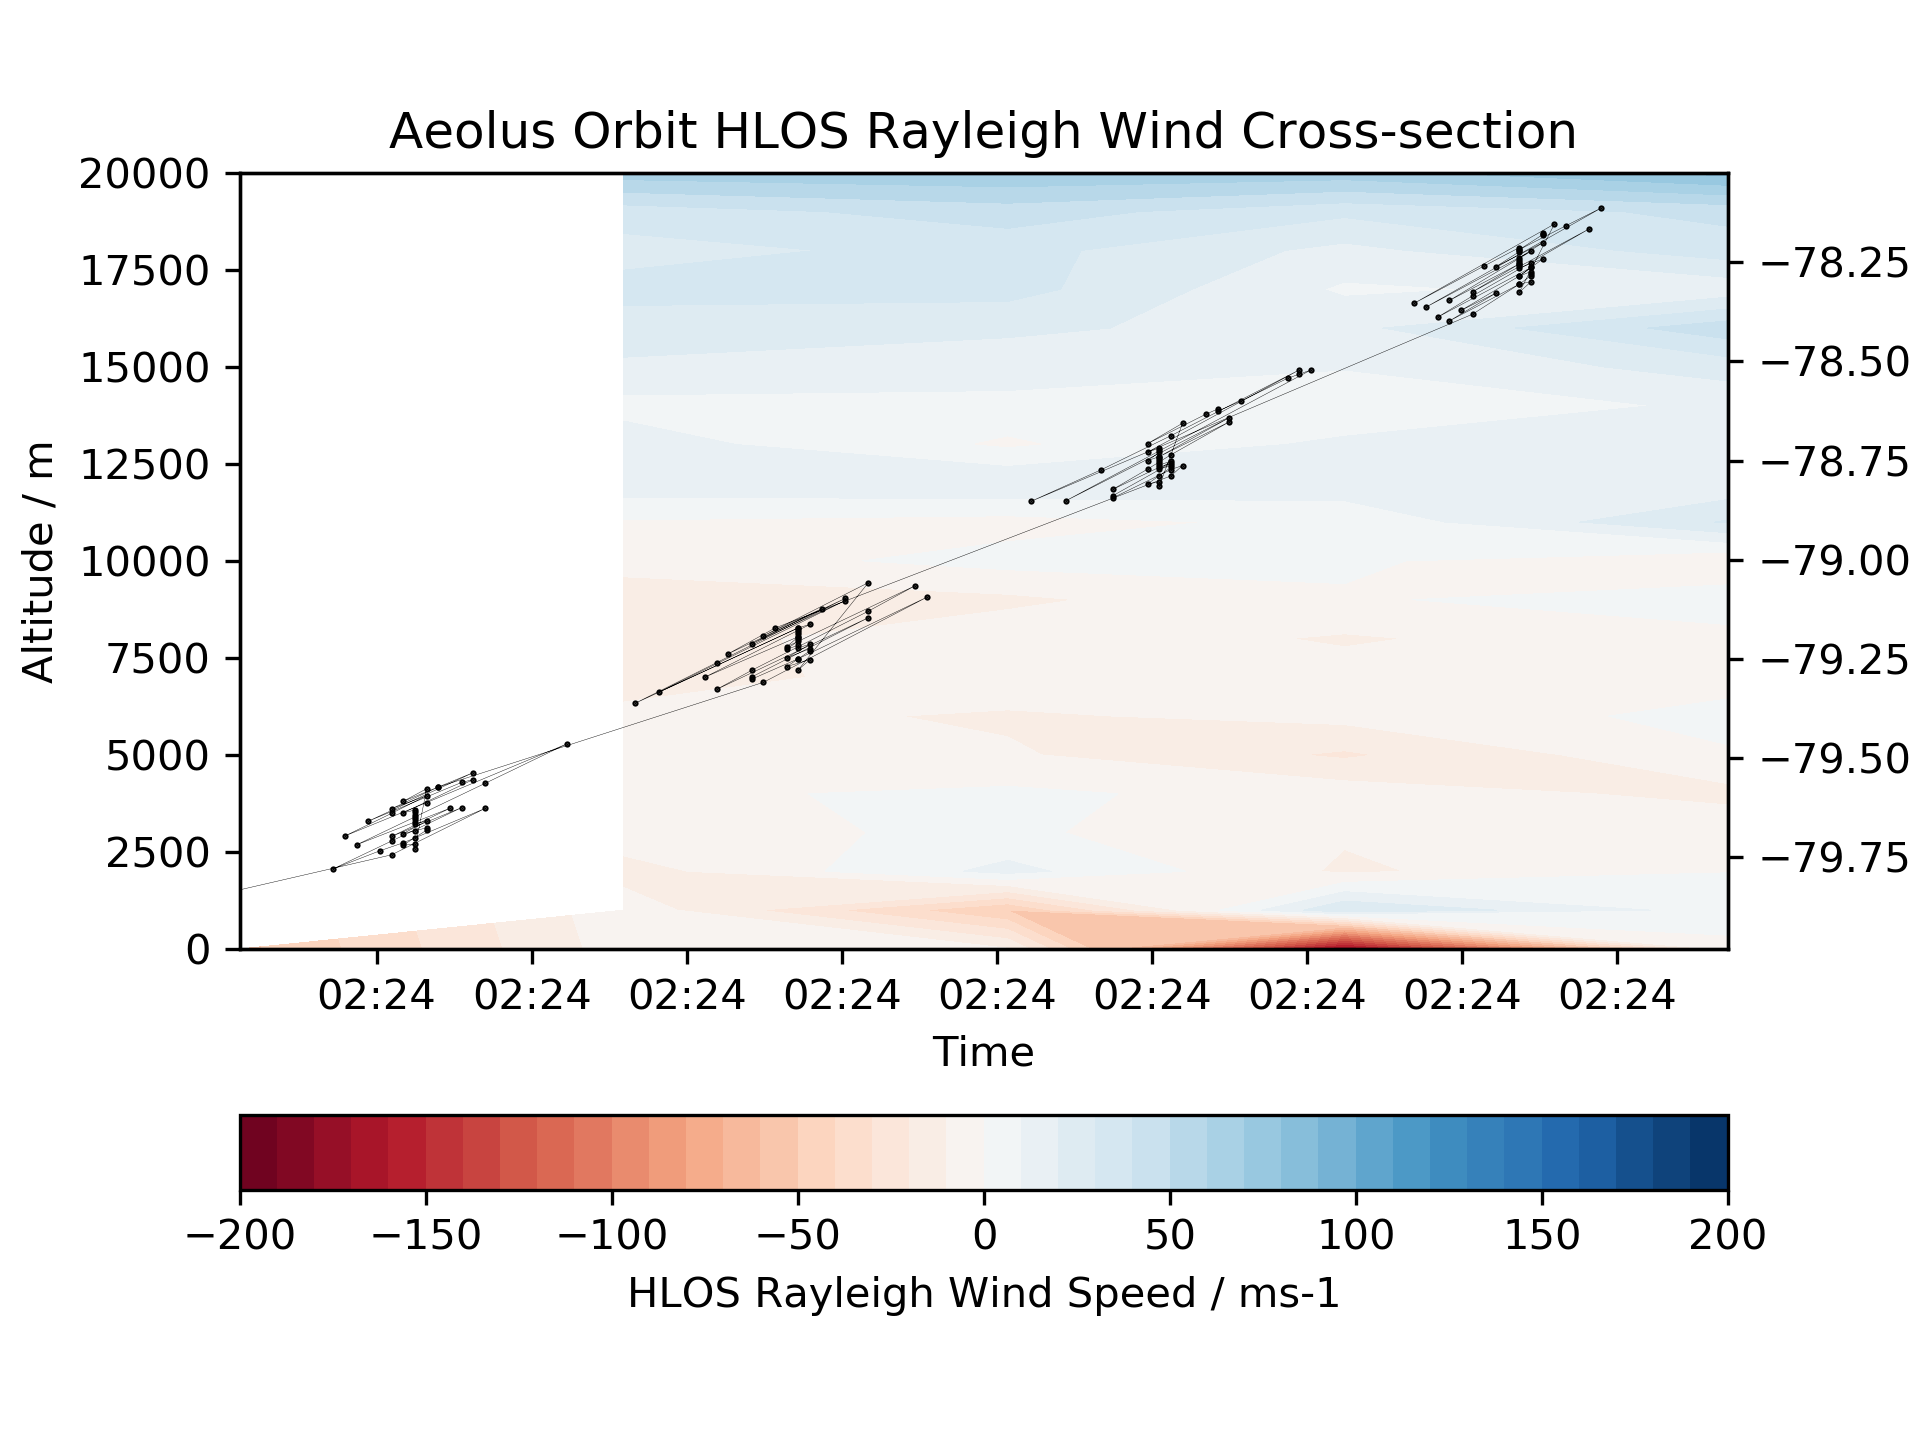 Aeolus Orbit HLOS Rayleigh Wind Cross-section
20000
17500
15000
12500
10000
7500
5000
2500
0
Altitude / m
−78.25
−78.50
−78.75
−79.00
−79.25
−79.50
−79.75
02:24 02:24 02:24 02:24 02:24 02:24 02:24 02:24 02:24
Time
−200 −150 −100 −50 0 50 100 150 200
HLOS Rayleigh Wind Speed / ms-1